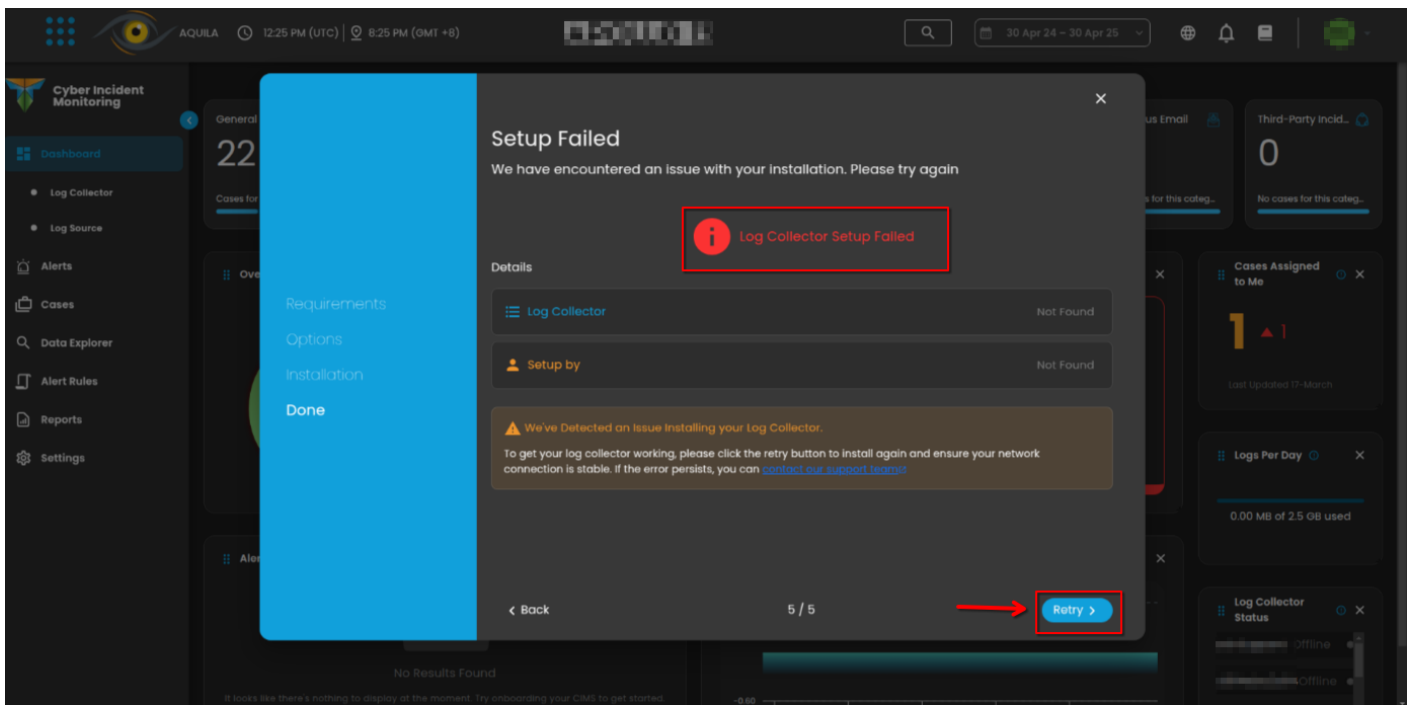 AQUILA
12:25 PM (UTC)
8:25 PM (GMT +8)
30 Apr 24 – 30 Apr 25
Cyber Incident
Monitoring
Dashboard
Log Collector
Log Source
Alerts
Cases
Data Explorer
Alert Rules
Reports
Settings
General
22
Cases for
us Email
s for this categ...
Third-Party Incid...
0
No cases for this categ...
Ove
Requirements
Options
Installation
Done
Setup Failed
We have encountered an issue with your installation. Please try again
Log Collector Setup Failed
Details
Log Collector
Not Found
Setup by
Not Found
We've Detected an Issue Installing your Log Collector.
To get your log collector working, please click the retry button to install again and ensure your network
connection is stable. If the error persists, you can contact our support team
< Back
5 / 5
Retry >
Cases Assigned
to Me
1
1
Last Updated 17-March
Logs Per Day
0.00 MB of 2.5 GB used
Aler
No Results Found
It looks like there's nothing to display at the moment. Try onboarding your CIMS to get started
-0.60
Log Collector
Status
Offline
Offline